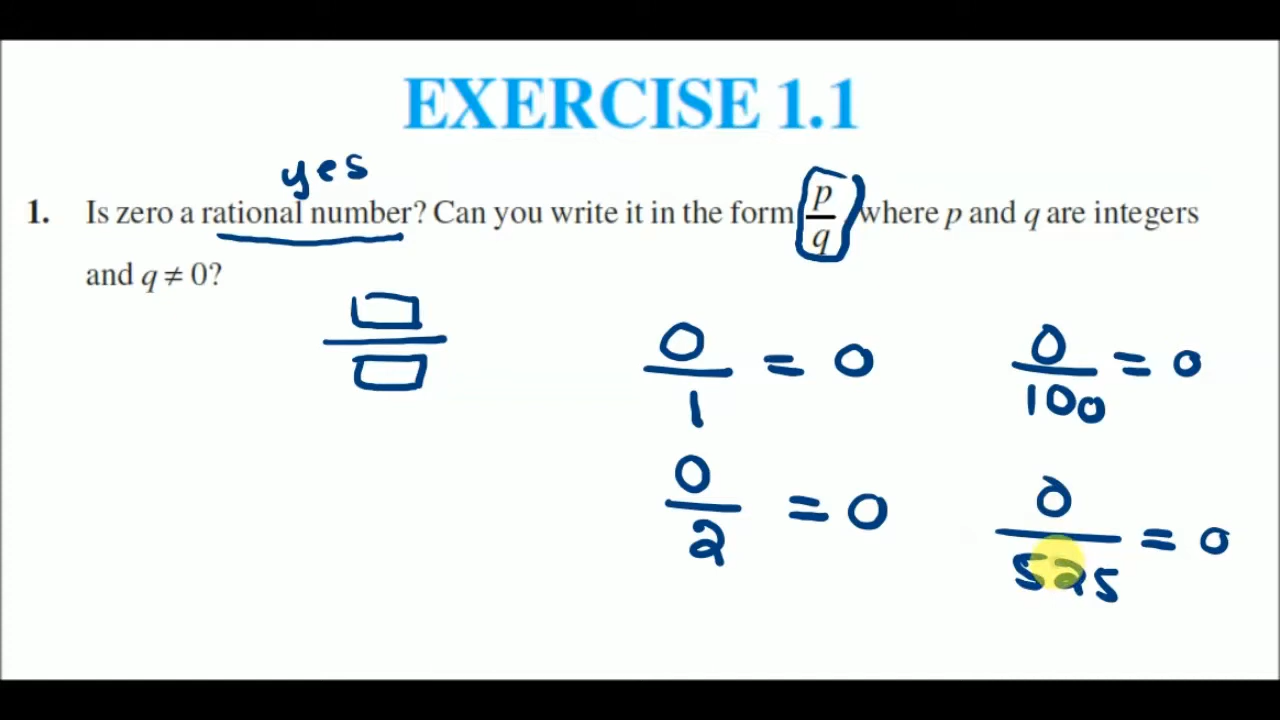 EXERCISE 1.1
yes
1. Is zero a rational number? Can you write it in the form p/q, where p and q are integers
and q ≠ 0?
0/1 = 0
0/100 = 0
0/2 = 0
0/525 = 0